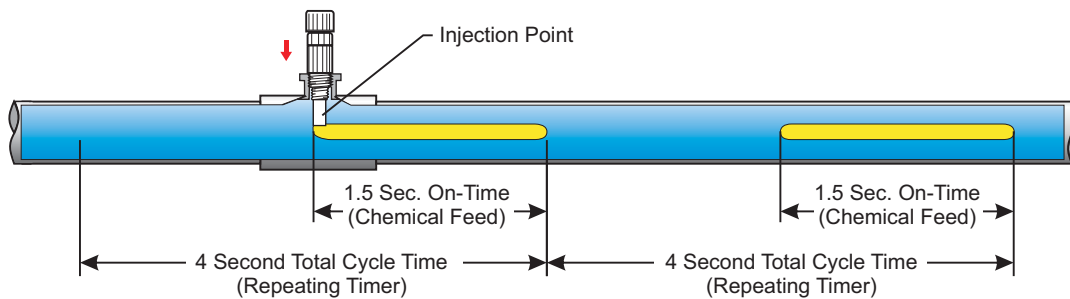 Injection Point
1.5 Sec. On-Time
(Chemical Feed)
1.5 Sec. On-Time
(Chemical Feed)
4 Second Total Cycle Time
(Repeating Timer)
4 Second Total Cycle Time
(Repeating Timer)